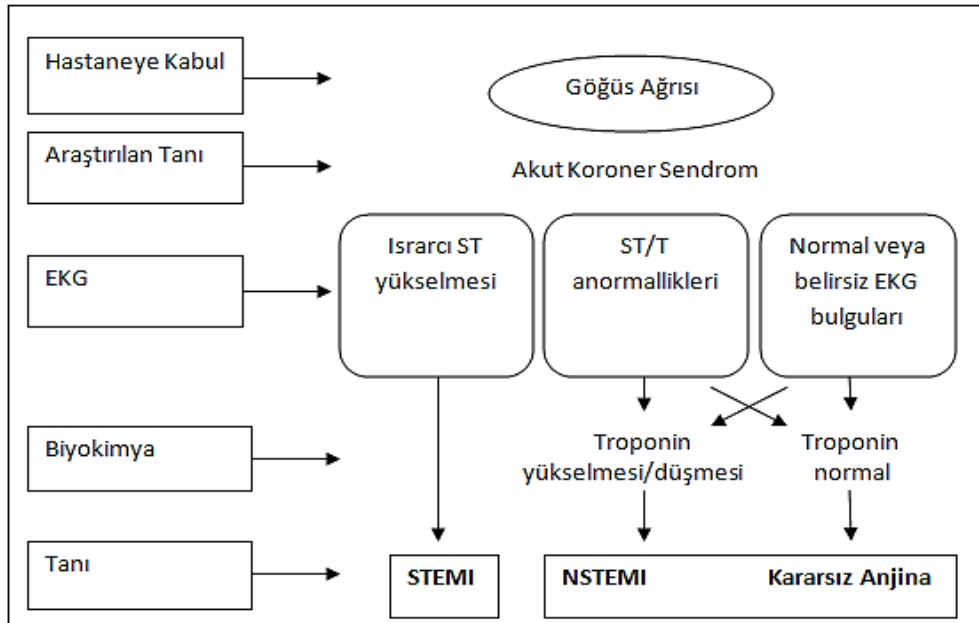 Hastaneye Kabul
Göğüs Ağrısı
Araştırılan Tanı
Akut Koroner Sendrom
EKG
Israrcı ST
yükselmesi
ST/T
anormallikleri
Normal veya
belirsiz EKG
bulguları
Biyokimya
Troponin
yükselmesi/düşmesi
Troponin
normal
Tanı
STEMI
NSTEMI
Kararsız Anjina